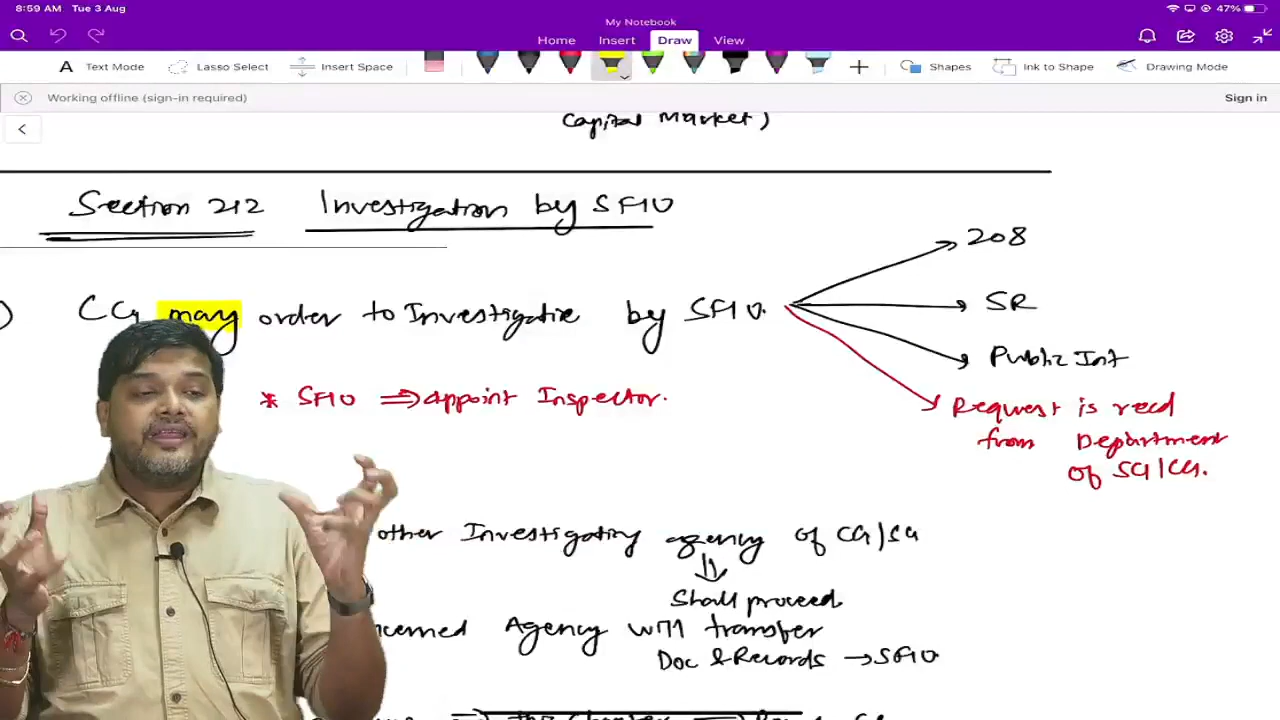 8:59 AM Tue 3 Aug
47%
My Notebook
Home Insert Draw View
Text Mode Lasso Select Insert Space Shapes Ink to Shape Drawing Mode
Working offline (sign-in required) Sign in
Capital Market)
Section 212 Investigation by SFIO
CG may order to Investigatie by SFIO.
208
SR
Public Int
Request is recd
from Department
of SG/CG.
* SFIO ⇒ appoint Inspector.
other Investigating agency of CG/SG
Shall proceed
ncerned Agency will transfer
Doc & Records → SFIO